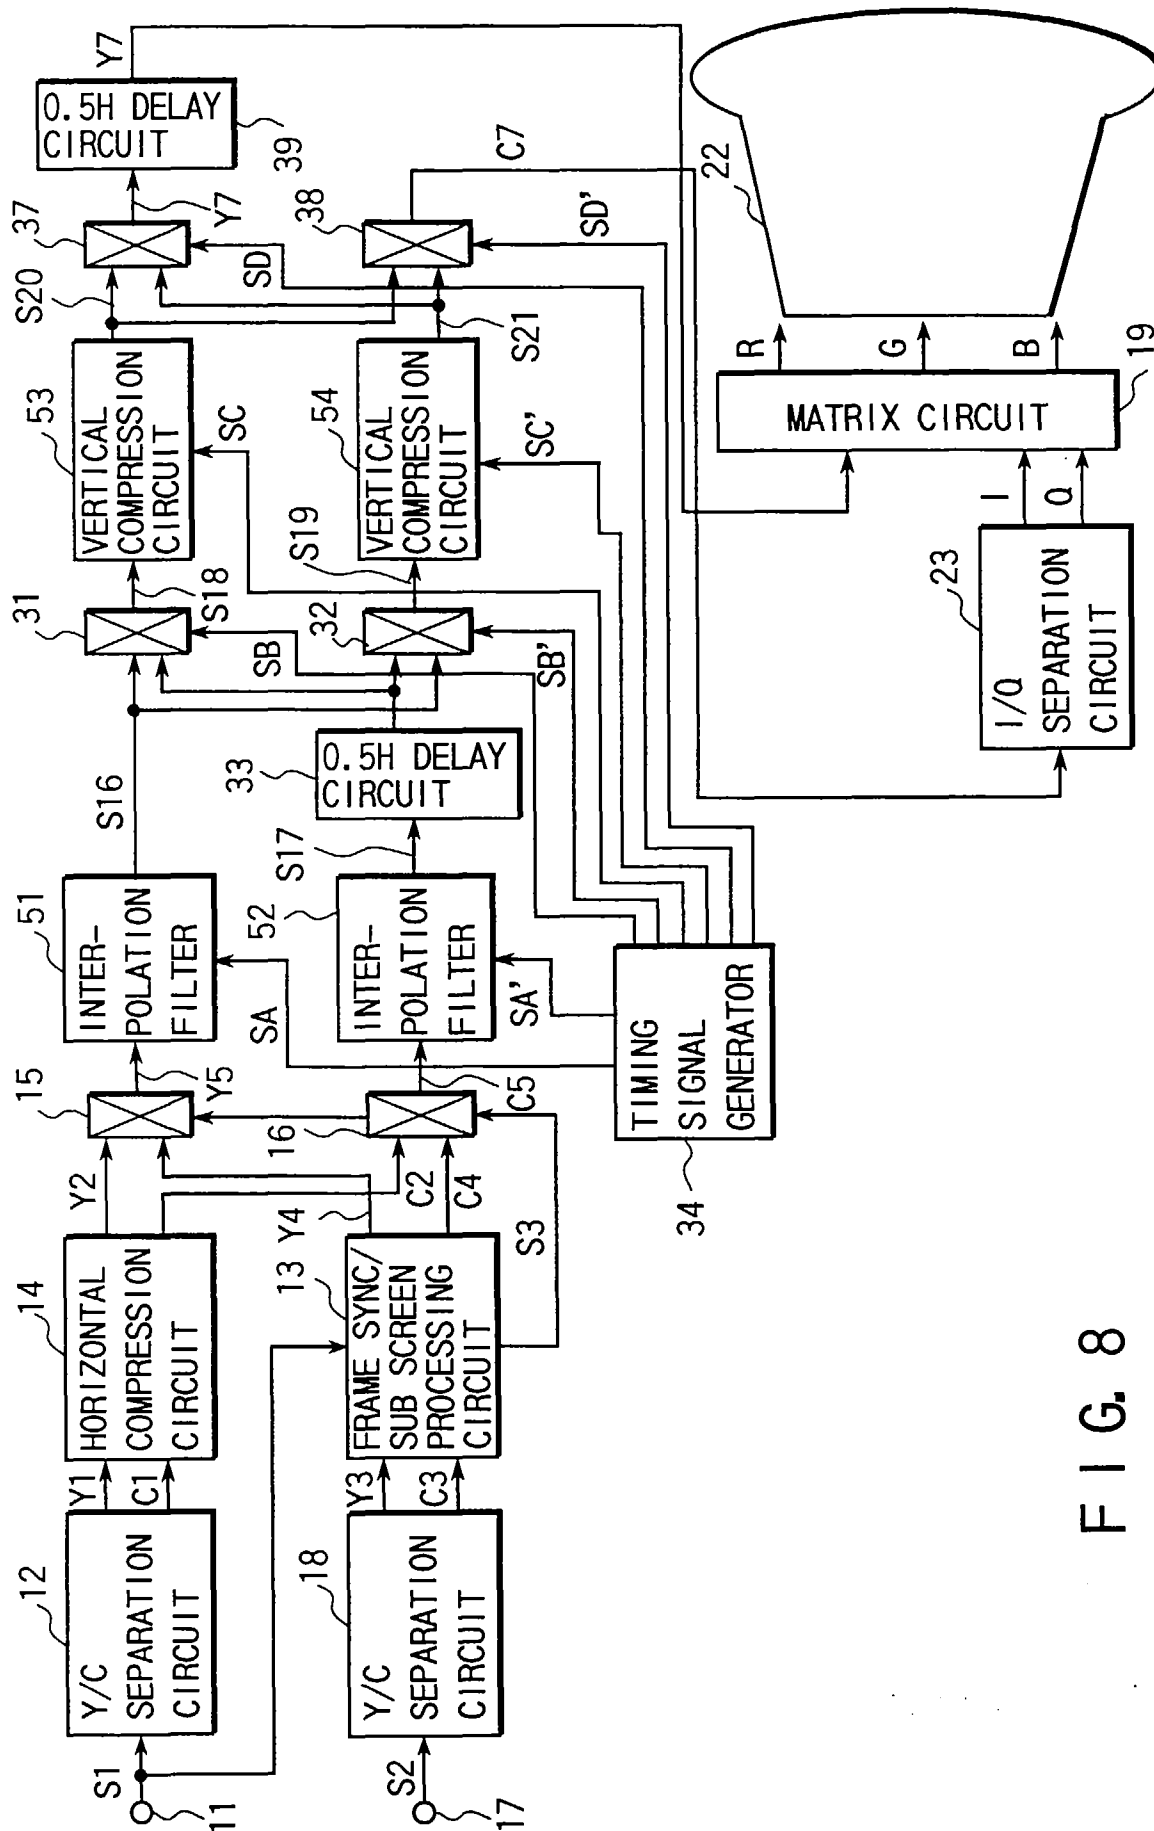 11
S1
12
Y/C
SEPARATION
CIRCUIT
Y1
C1
14
HORIZONTAL
COMPRESSION
CIRCUIT
Y2
15
Y5
51
INTER-
POLATION
FILTER
SA
S16
31
S18
SB
53
VERTICAL
COMPRESSION
CIRCUIT
SC
S20
37
Y7
SD
0.5H DELAY
CIRCUIT
39
Y7
17
S2
18
Y/C
SEPARATION
CIRCUIT
Y3
C3
13
FRAME SYNC/
SUB SCREEN
PROCESSING
CIRCUIT
Y4
C2
C4
S3
16
C5
52
INTER-
POLATION
FILTER
SA'
S17
33
0.5H DELAY
CIRCUIT
32
SB'
S19
54
VERTICAL
COMPRESSION
CIRCUIT
SC'
S21
38
SD'
C7
34
TIMING
SIGNAL
GENERATOR
23
I/Q
SEPARATION
CIRCUIT
I
Q
MATRIX CIRCUIT
19
R
G
B
22
FIG. 8